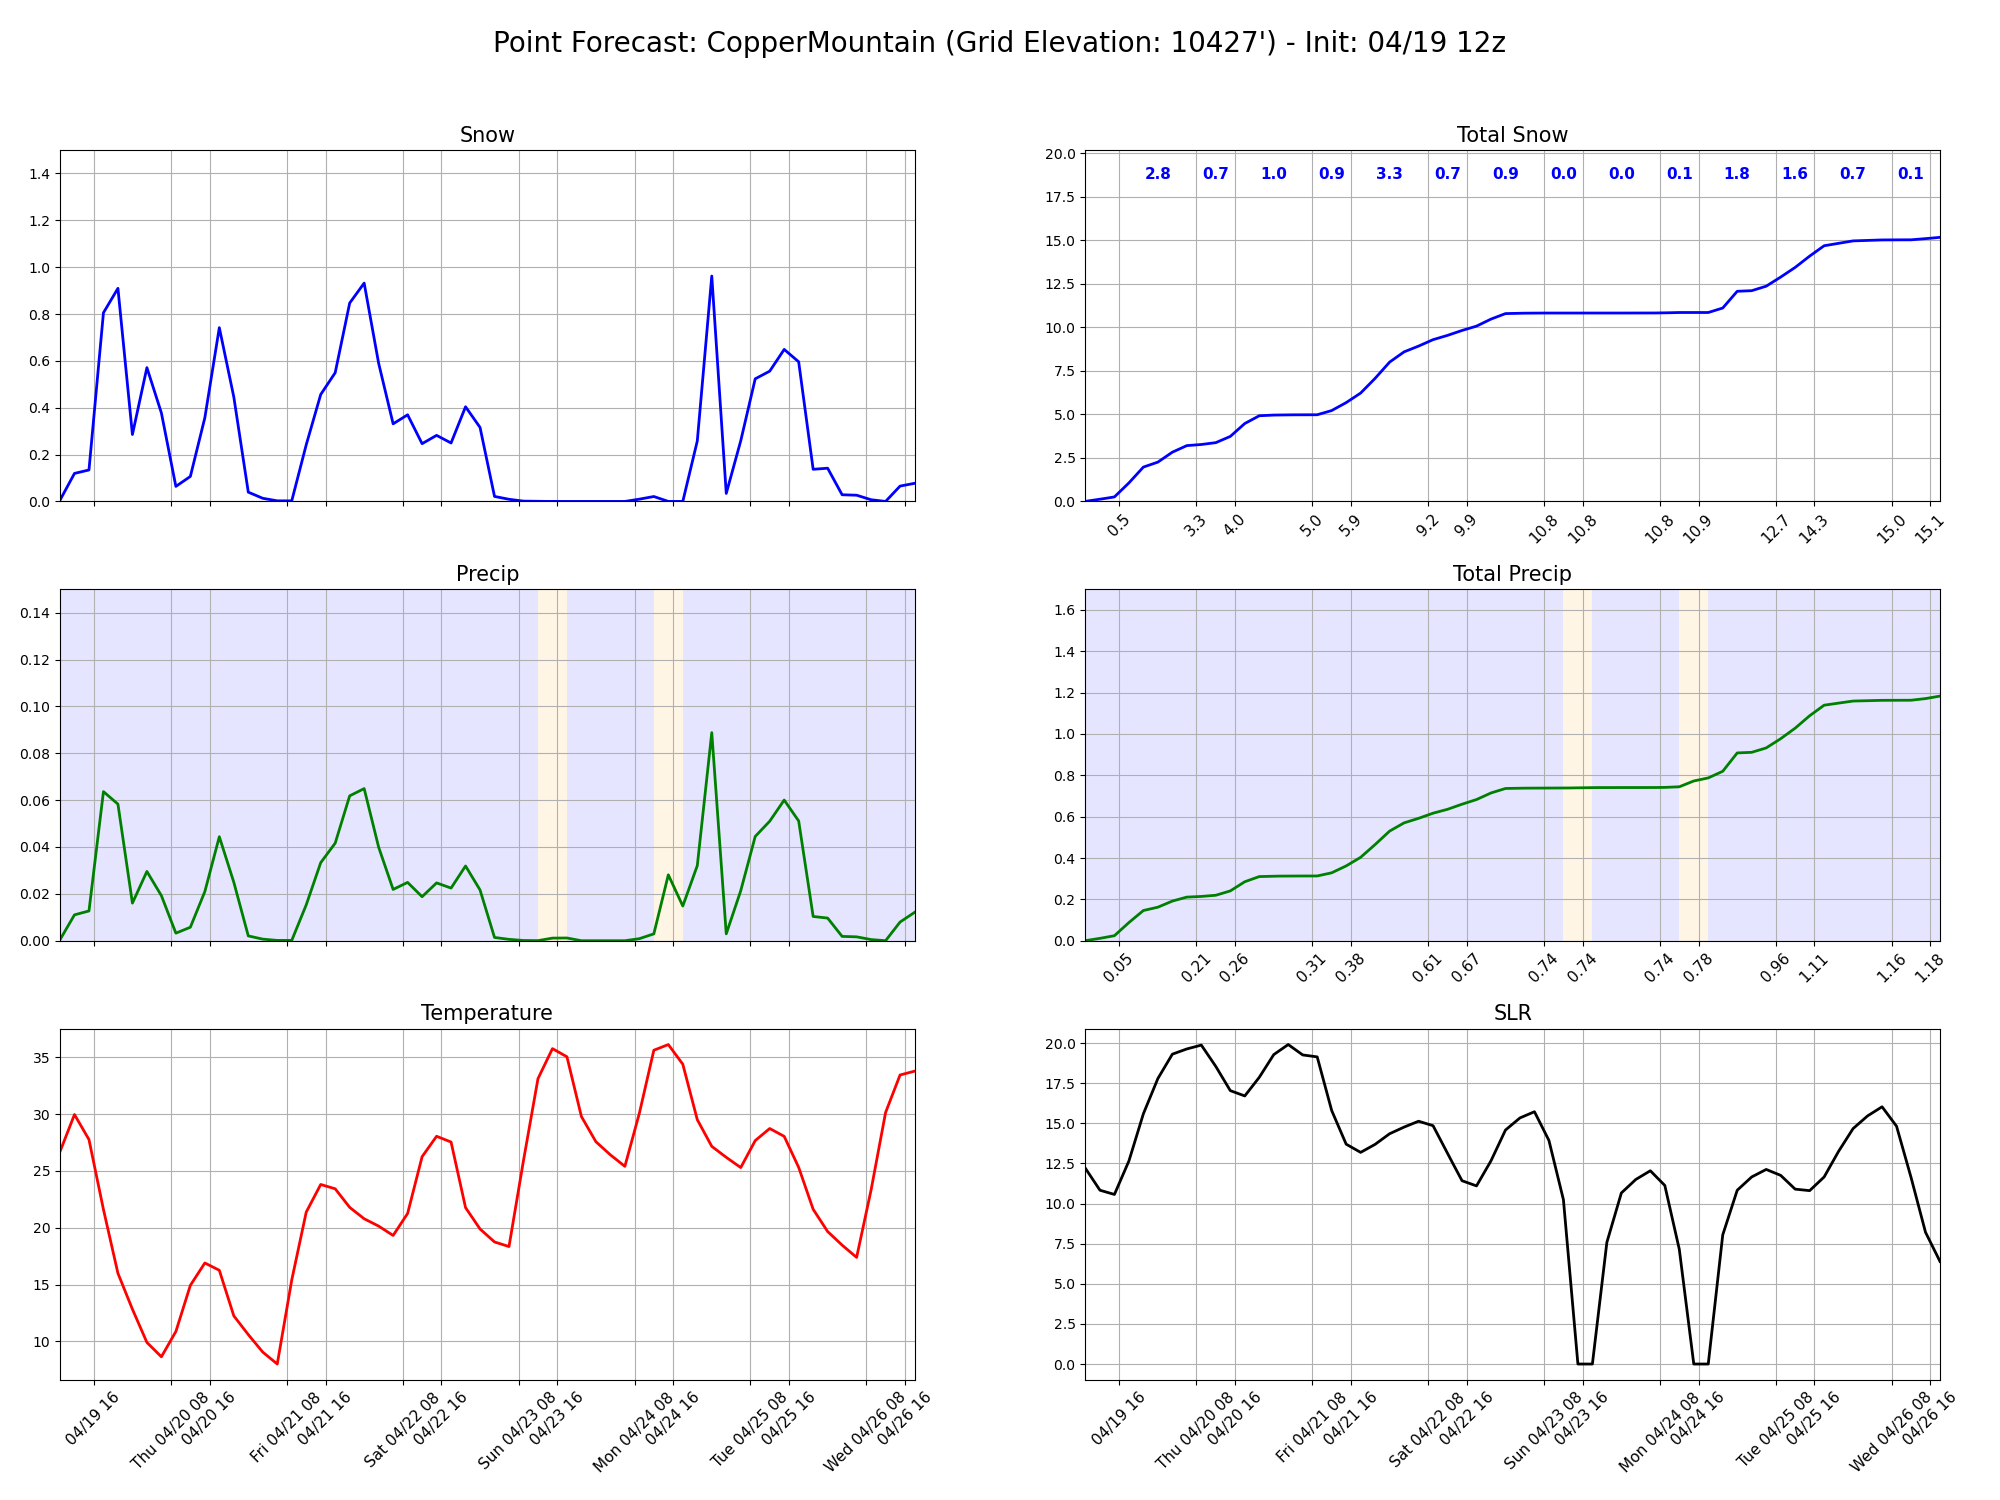 Point Forecast: CopperMountain (Grid Elevation: 10427') - Init: 04/19 12z
Snow
1.4
1.2
1.0
0.8
0.6
0.4
0.2
0.0
Total Snow
20.0
17.5
15.0
12.5
10.0
7.5
5.0
2.5
0.0
2.8 0.7 1.0 0.9 3.3 0.7 0.9 0.0 0.0 0.1 1.8 1.6 0.7 0.1
0.5 3.3 4.0 5.0 5.9 9.2 9.9 10.8 10.8 10.8 10.9 12.7 14.3 15.0 15.1
Precip
0.14
0.12
0.10
0.08
0.06
0.04
0.02
0.00
Total Precip
1.6
1.4
1.2
1.0
0.8
0.6
0.4
0.2
0.0
0.05 0.21 0.26 0.31 0.38 0.61 0.67 0.74 0.74 0.74 0.78 0.96 1.11 1.16 1.18
Temperature
35
30
25
20
15
10
04/19 16
Thu 04/20 08
04/20 16
Fri 04/21 08
04/21 16
Sat 04/22 08
04/22 16
Sun 04/23 08
04/23 16
Mon 04/24 08
04/24 16
Tue 04/25 08
04/25 16
Wed 04/26 08
04/26 16
SLR
20.0
17.5
15.0
12.5
10.0
7.5
5.0
2.5
0.0
04/19 16
Thu 04/20 08
04/20 16
Fri 04/21 08
04/21 16
Sat 04/22 08
04/22 16
Sun 04/23 08
04/23 16
Mon 04/24 08
04/24 16
Tue 04/25 08
04/25 16
Wed 04/26 08
04/26 16